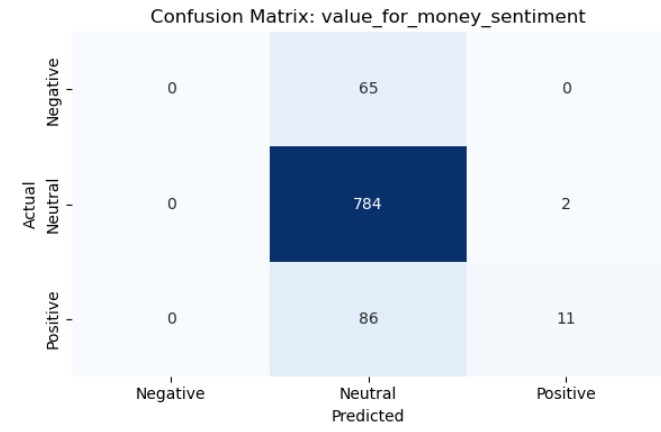 Confusion Matrix: value_for_money_sentiment
Negative
0 65 0
Actual
Neutral
0 784 2
Positive
0 86 11
Negative Neutral Positive
Predicted